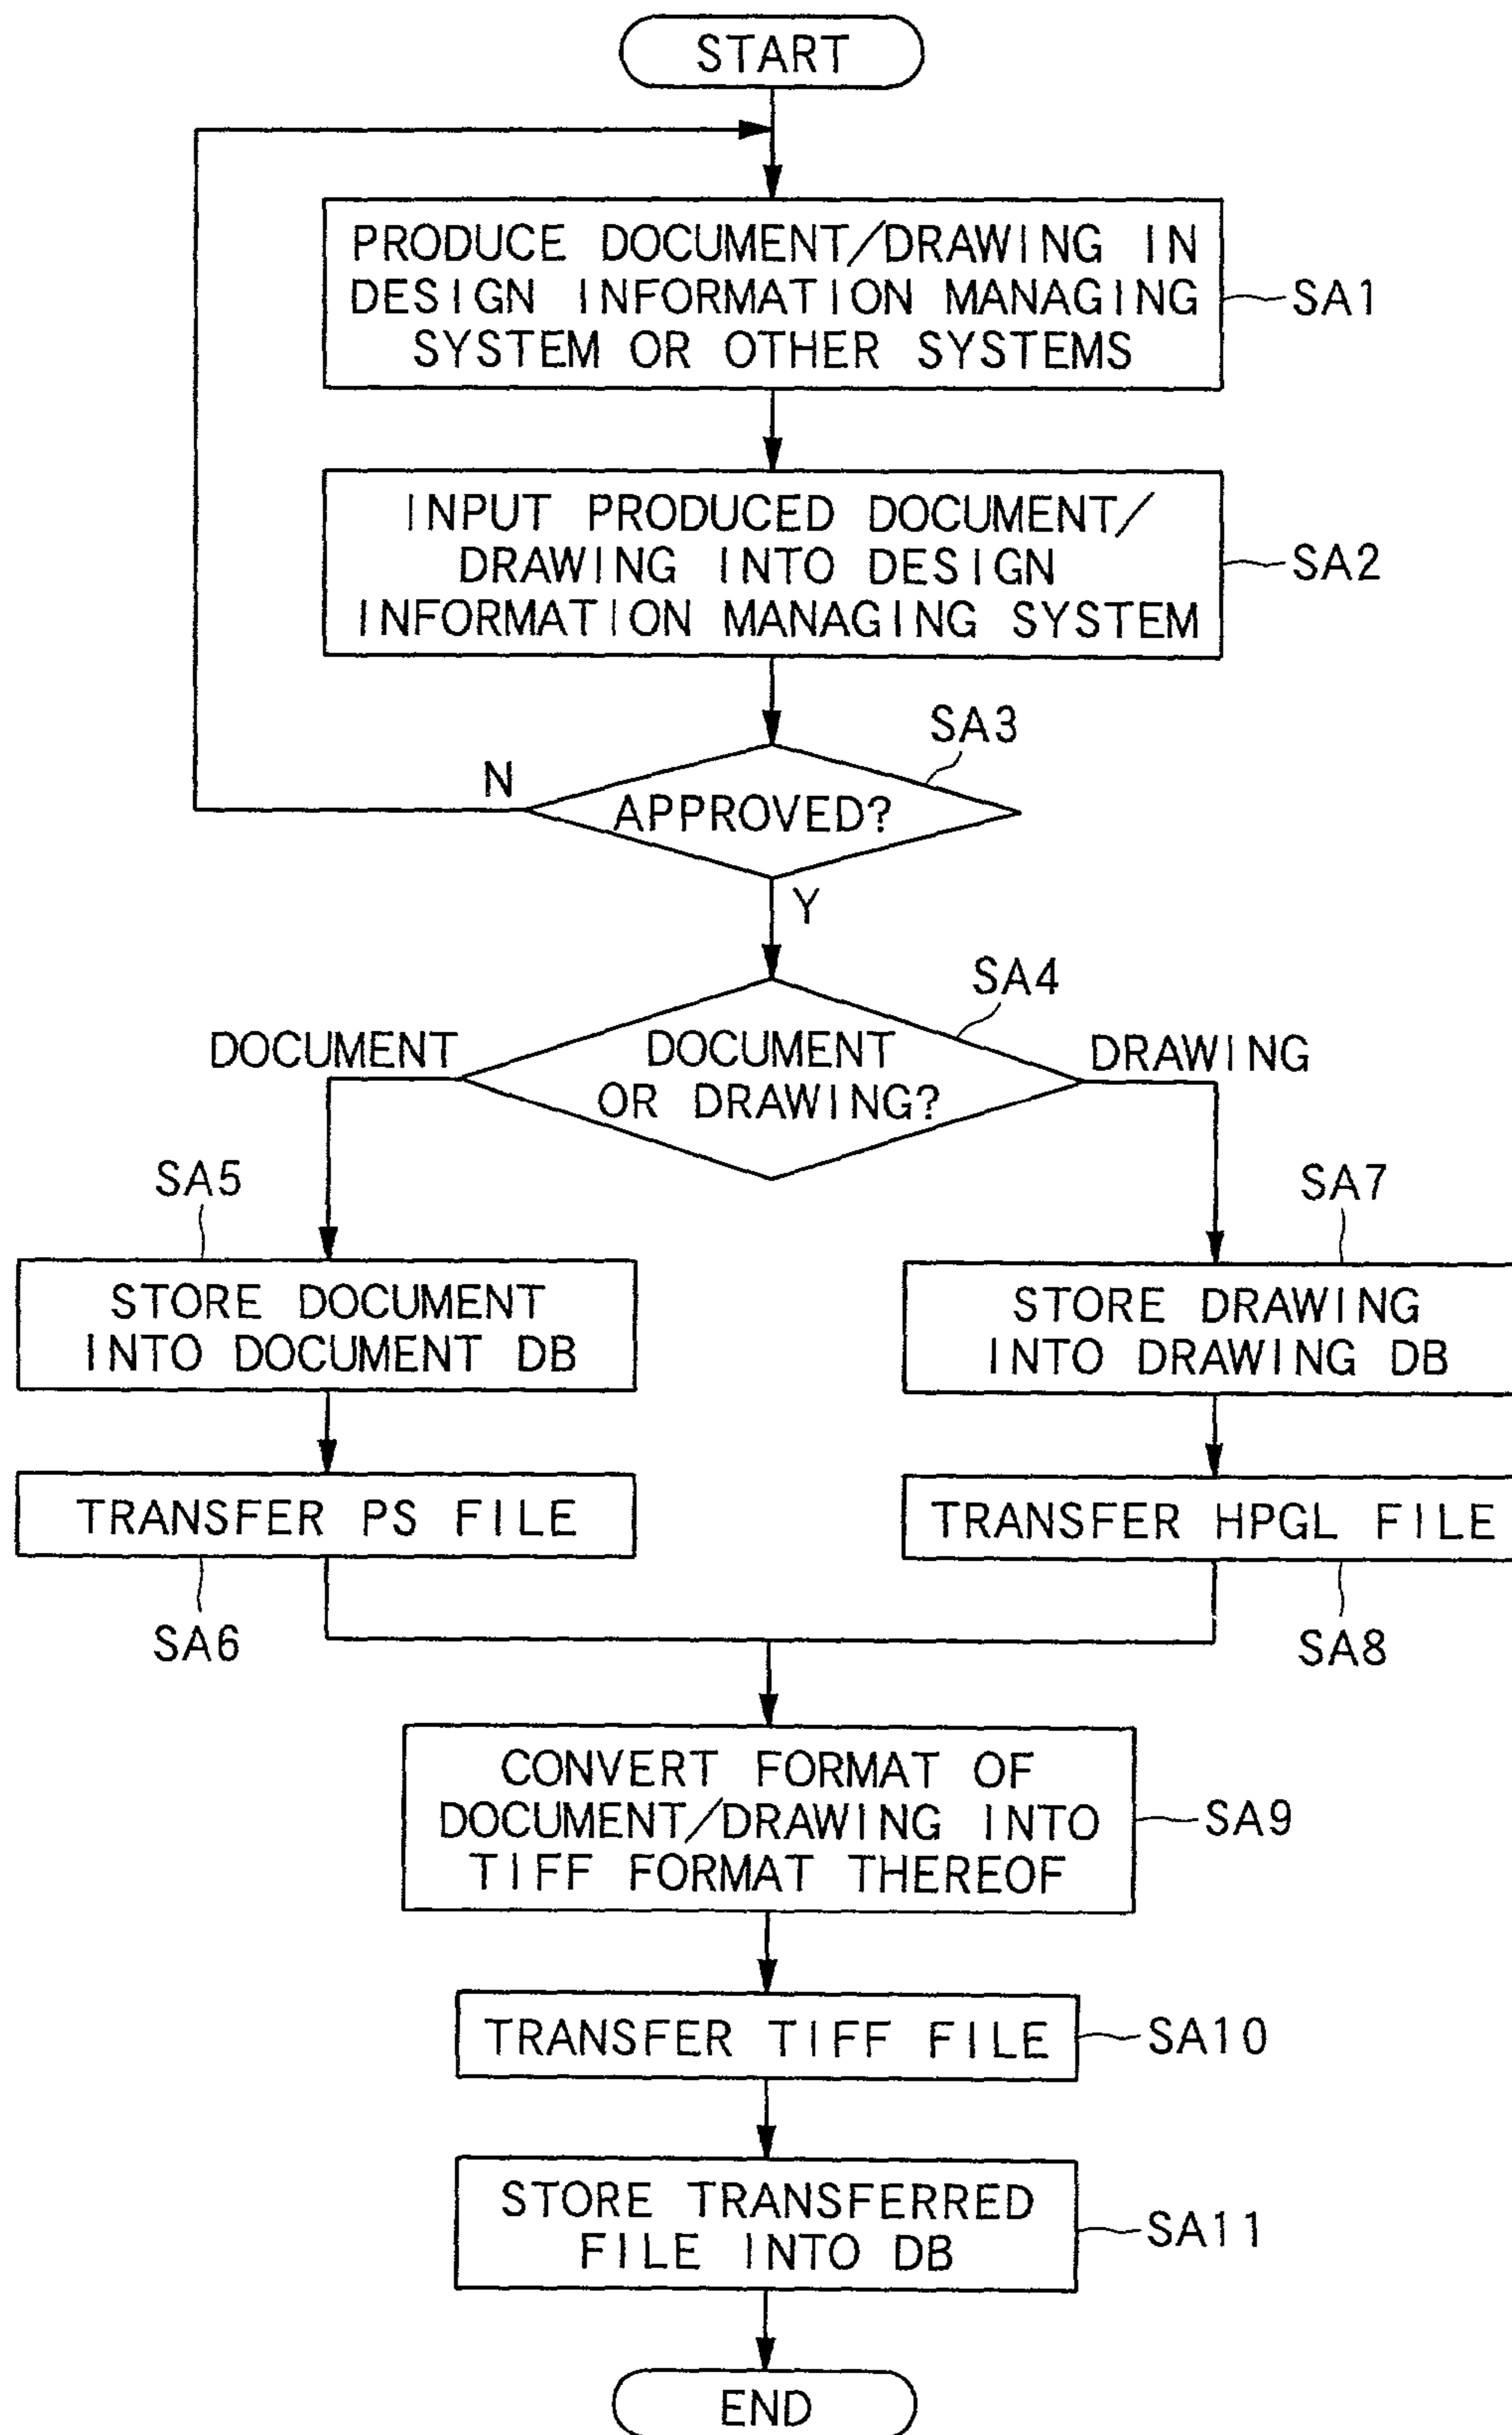 START
PRODUCE DOCUMENT/DRAWING IN
DESIGN INFORMATION MANAGING
SYSTEM OR OTHER SYSTEMS
SA1
INPUT PRODUCED DOCUMENT/
DRAWING INTO DESIGN
INFORMATION MANAGING SYSTEM
SA2
SA3
N
APPROVED?
Y
SA4
DOCUMENT
DOCUMENT
OR DRAWING?
DRAWING
SA5
SA7
STORE DOCUMENT
INTO DOCUMENT DB
STORE DRAWING
INTO DRAWING DB
TRANSFER PS FILE
TRANSFER HPGL FILE
SA6
SA8
CONVERT FORMAT OF
DOCUMENT/DRAWING INTO
TIFF FORMAT THEREOF
SA9
TRANSFER TIFF FILE
SA10
STORE TRANSFERRED
FILE INTO DB
SA11
END